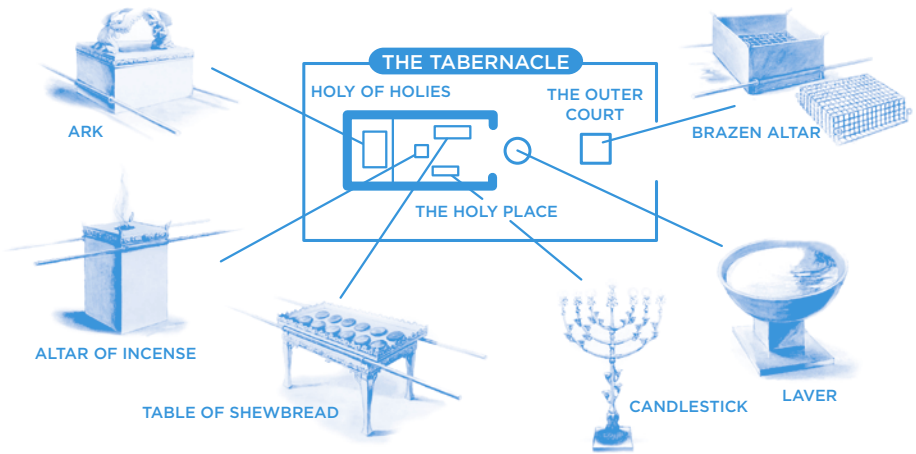 THE TABERNACLE
HOLY OF HOLIES
THE OUTER
COURT
ARK
BRAZEN ALTAR
THE HOLY PLACE
ALTAR OF INCENSE
TABLE OF SHEWBREAD
CANDLESTICK
LAVER